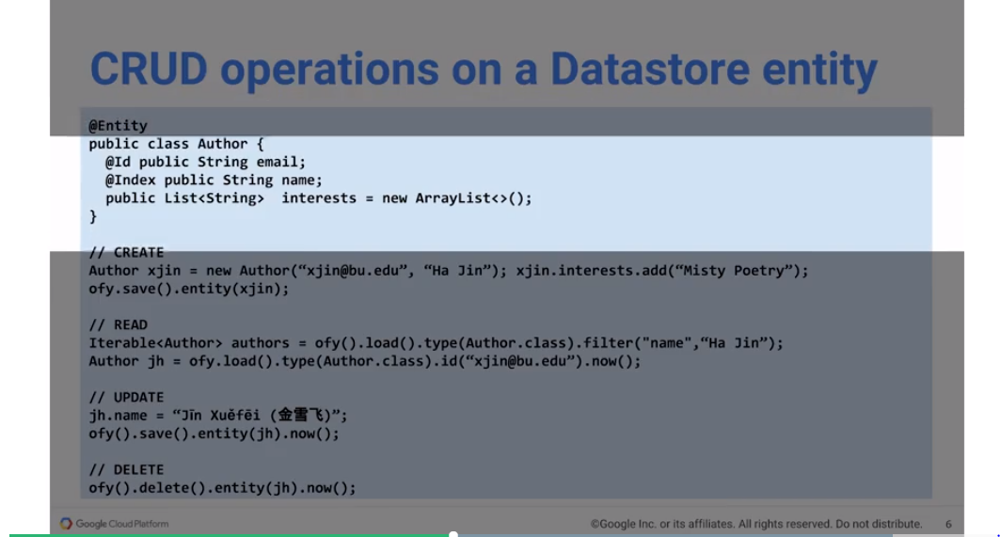 CRUD operations on a Datastore entity
@Entity
public class Author {
  @Id public String email;
  @Index public String name;
  public List<String>  interests = new ArrayList<>();
}
// CREATE
Author xjin = new Author(“xjin@bu.edu”, “Ha Jin”); xjin.interests.add(“Misty Poetry”);
ofy.save().entity(xjin);
// READ
Iterable<Author> authors = ofy().load().type(Author.class).filter("name",“Ha Jin”);
Author jh = ofy.load().type(Author.class).id(“xjin@bu.edu”).now();
// UPDATE
jh.name = “Jīn Xuěfēi (金雪飞)”;
ofy().save().entity(jh).now();
// DELETE
ofy().delete().entity(jh).now();
Google Cloud Platform
©Google Inc. or its affiliates. All rights reserved. Do not distribute. 6